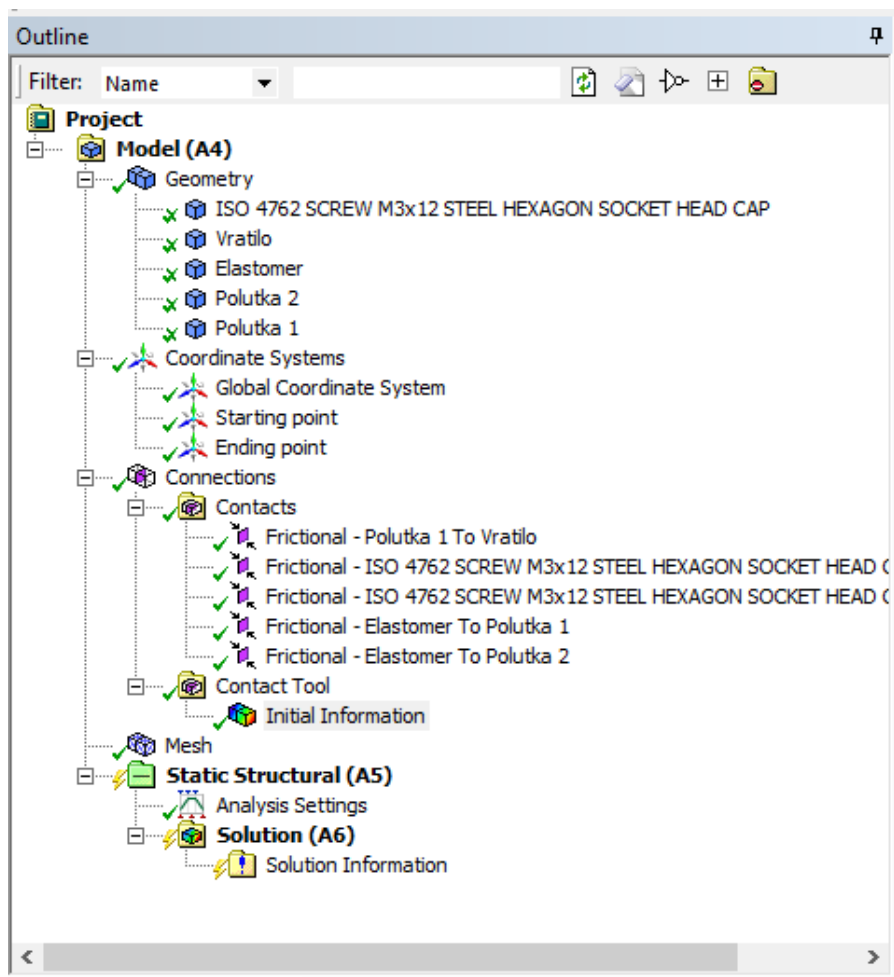 Outline
Filter: Name
Project
Model (A4)
Geometry
ISO 4762 SCREW M3x12 STEEL HEXAGON SOCKET HEAD CAP
Vratilo
Elastomer
Polutka 2
Polutka 1
Coordinate Systems
Global Coordinate System
Starting point
Ending point
Connections
Contacts
Frictional - Polutka 1 To Vratilo
Frictional - ISO 4762 SCREW M3x12 STEEL HEXAGON SOCKET HEAD
Frictional - ISO 4762 SCREW M3x12 STEEL HEXAGON SOCKET HEAD
Frictional - Elastomer To Polutka 1
Frictional - Elastomer To Polutka 2
Contact Tool
Initial Information
Mesh
Static Structural (A5)
Analysis Settings
Solution (A6)
Solution Information